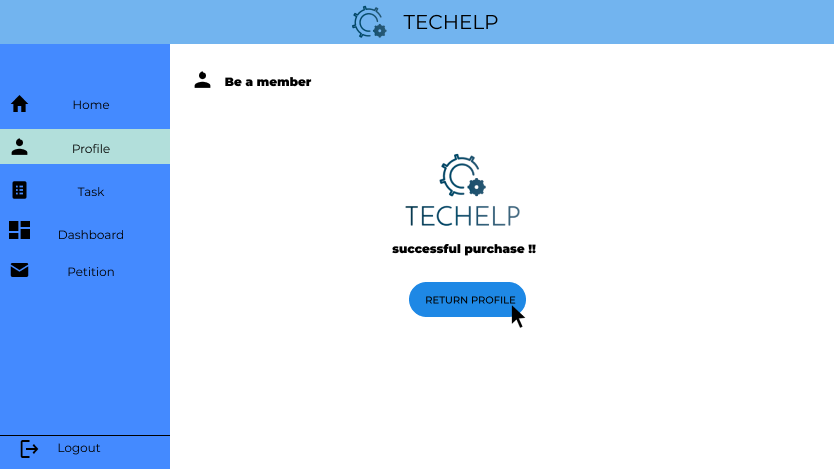 TECHELP
Be a member
Home
Profile
Task
Dashboard
Petition
Logout
TECHELP
successful purchase !!
RETURN PROFILE